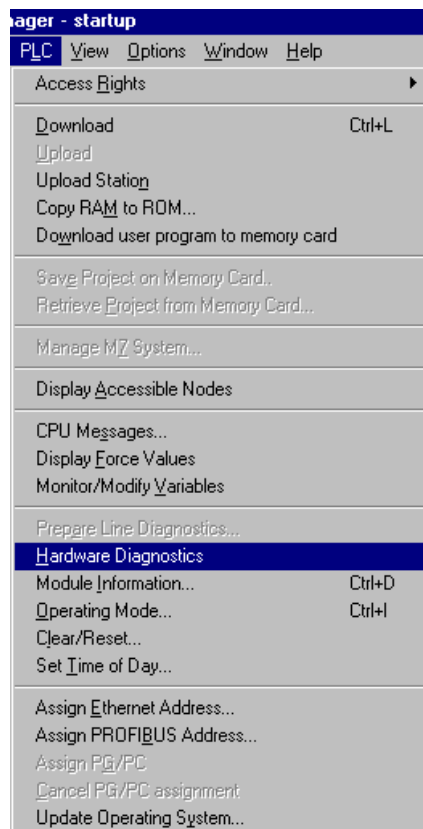 nager - startup
PLC View Options Window Help
Access Rights
Download Ctrl+L
Upload
Upload Station
Copy RAM to ROM...
Download user program to memory card
Save Project on Memory Card..
Retrieve Project from Memory Card...
Manage M7 System...
Display Accessible Nodes
CPU Messages...
Display Force Values
Monitor/Modify Variables
Prepare Line Diagnostics...
Hardware Diagnostics
Module Information... Ctrl+D
Operating Mode... Ctrl+I
Clear/Reset...
Set Time of Day...
Assign Ethernet Address...
Assign PROFIBUS Address...
Assign PG/PC
Cancel PG/PC assignment
Update Operating System...